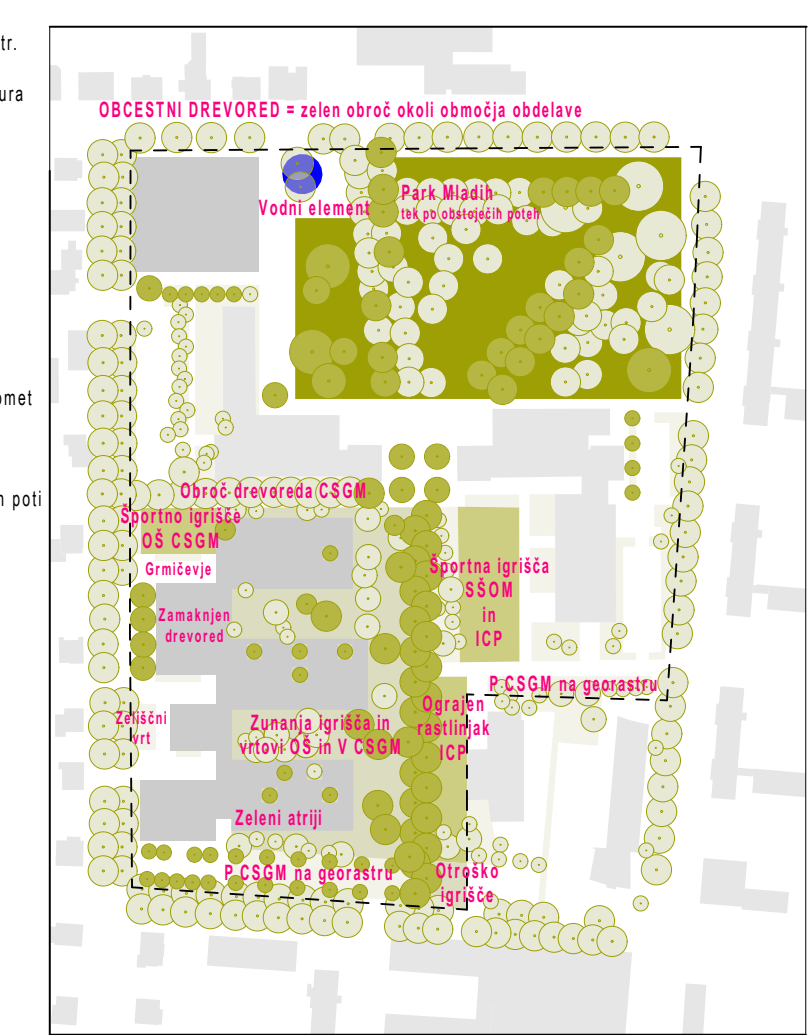 tr.
ura
omet
n poti
OBCESTNI DREVORED = zelen obroč okoli območja obdelave
Vodni element
Park Mladih
tek po obstoječih poteh
Obroč drevoreda CSGM
Športno igrišče
OŠ CSGM
Grmičevje
Zamaknjen
drevored
Športna igrišča
SŠOM
in
ICP
P CSGM na georastru
Zeliščni
vrt
Zunanja igrišča in
vrtovi OŠ in V CSGM
Ograjen
rastlinjak
ICP
Zeleni atriji
P CSGM na georastru
Otroško
igrišče